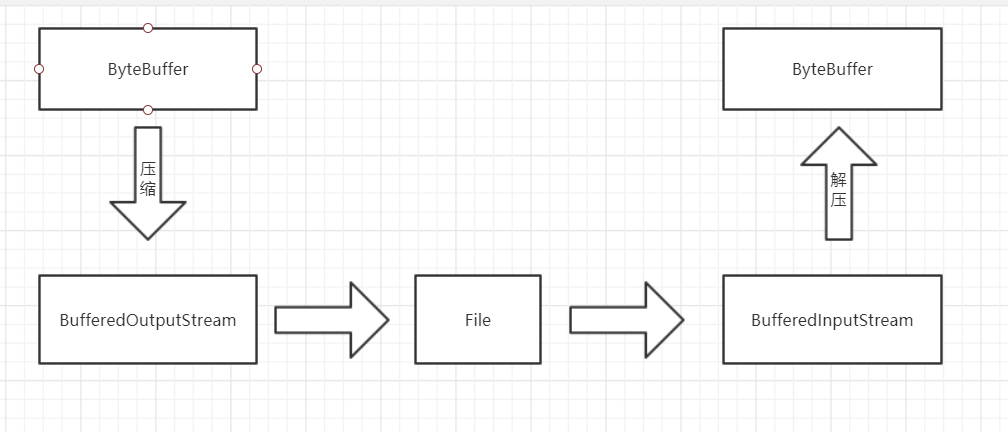 ByteBuffer
ByteBuffer
压
缩
解
压
BufferedOutputStream
File
BufferedInputStream